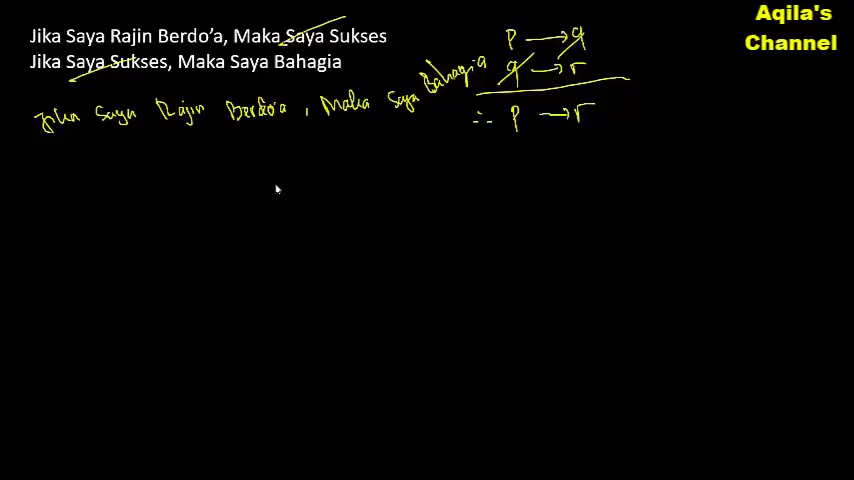 Jika Saya Rajin Berdo’a, Maka Saya Sukses
Jika Saya Sukses, Maka Saya Bahagia
Jika Saya Rajin Berdo'a, Maka Saya Bahagia
p → q
q → r
∴ p → r
Aqila's
Channel